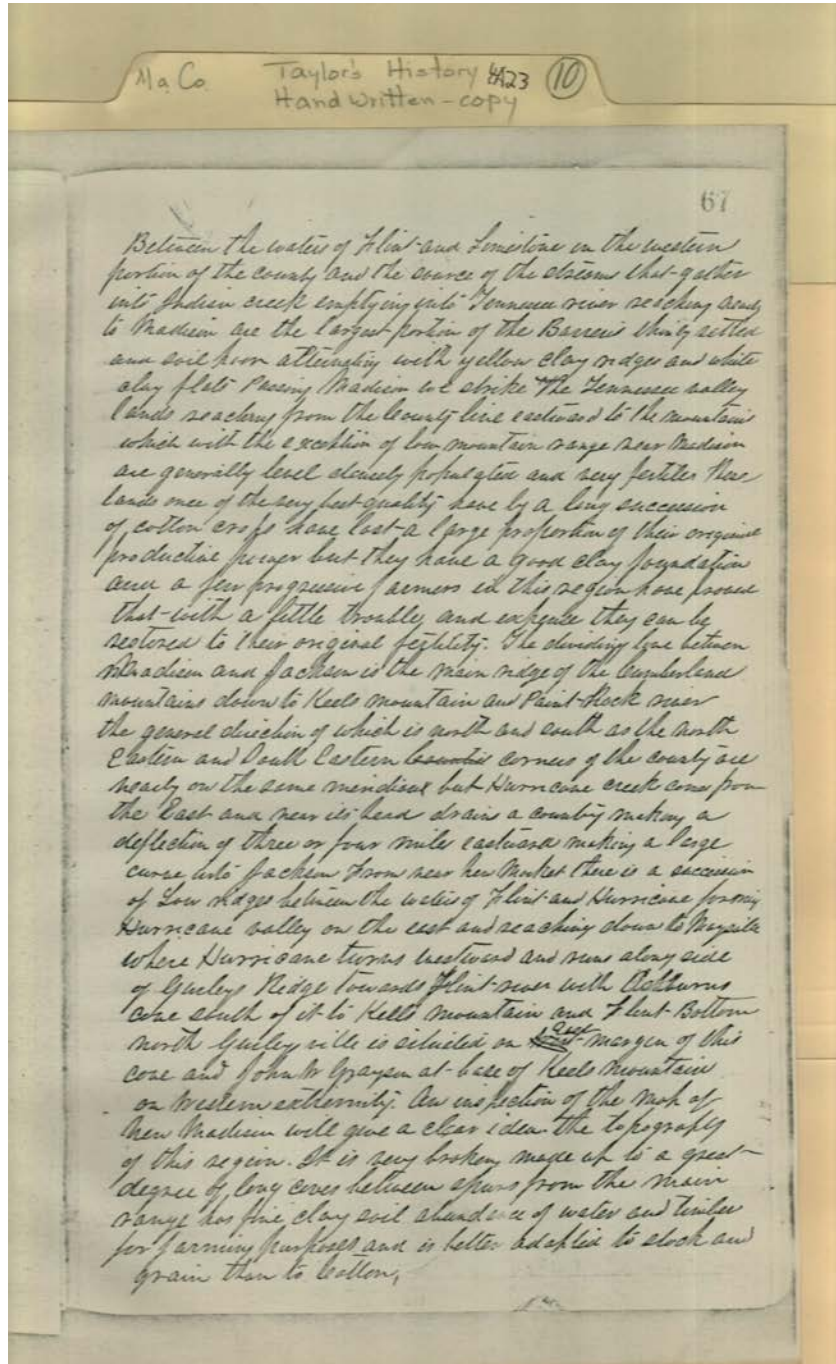 Ma Co. Taylor's History 4A23 10
Hand written - copy
67
Between the waters of Flint and Limestone in the western
portion of the county and the source of the streams that gather
into Indian creek emptying into Tennessee river reaching nearly
to Madison are the largest portion of the Barrens thinly settled
and soil poor alternating with yellow clay ridges and white
clay flats Passing Madison we strike The Tennessee valley
lands reaching from the County line eastward to the mountains
which with the exception of low mountain range near Madison
are generally level densely populated and very fertile These
lands once of the very best quality have by a long succession
of cotton crops have lost a large proportion of their original
productive power but they have a good clay foundation
and a few progressive farmers in this region have proved
that with a little trouble and expense they can be
restored to their original fertility. The dividing line between
Madison and Jackson is the main ridge of the Cumberland
mountains down to Keels mountain and Paint Rock river
the general direction of which is north and south as the north
Eastern and South Eastern corners of the county are
nearly on the same meridian but Hurricane creek come from
the East and near its head drains a county making a
deflection of three or four miles eastward making a large
curve into Jackson From near New Market there is a succession
of Low ridges between the waters of Flint and Hurricane forming
Hurricane valley on the east and reaching down to Maysville
where Hurricane turns westward and runs along side
of Gurleys Ridge towards Flint river with
cove south of it to Keels mountain and Flint Bottom
north Gurleyville is situated on East margin of this
cove and John W Grayson at base of Keels mountain
on Western extremity. An inspection of the map of
New Madison will give a clear idea the topography
of this region. It is very broken made up to a great
degree of long coves between spurs from the main
range has fine clay soil abundance of water and timber
for farming purposes and is better adapted to stock and
grain than to Cotton,